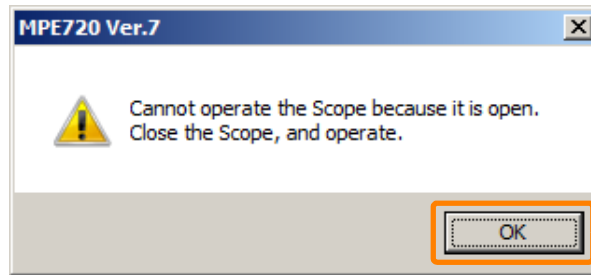 MPE720 Ver.7
Cannot operate the Scope because it is open.
Close the Scope, and operate.
OK